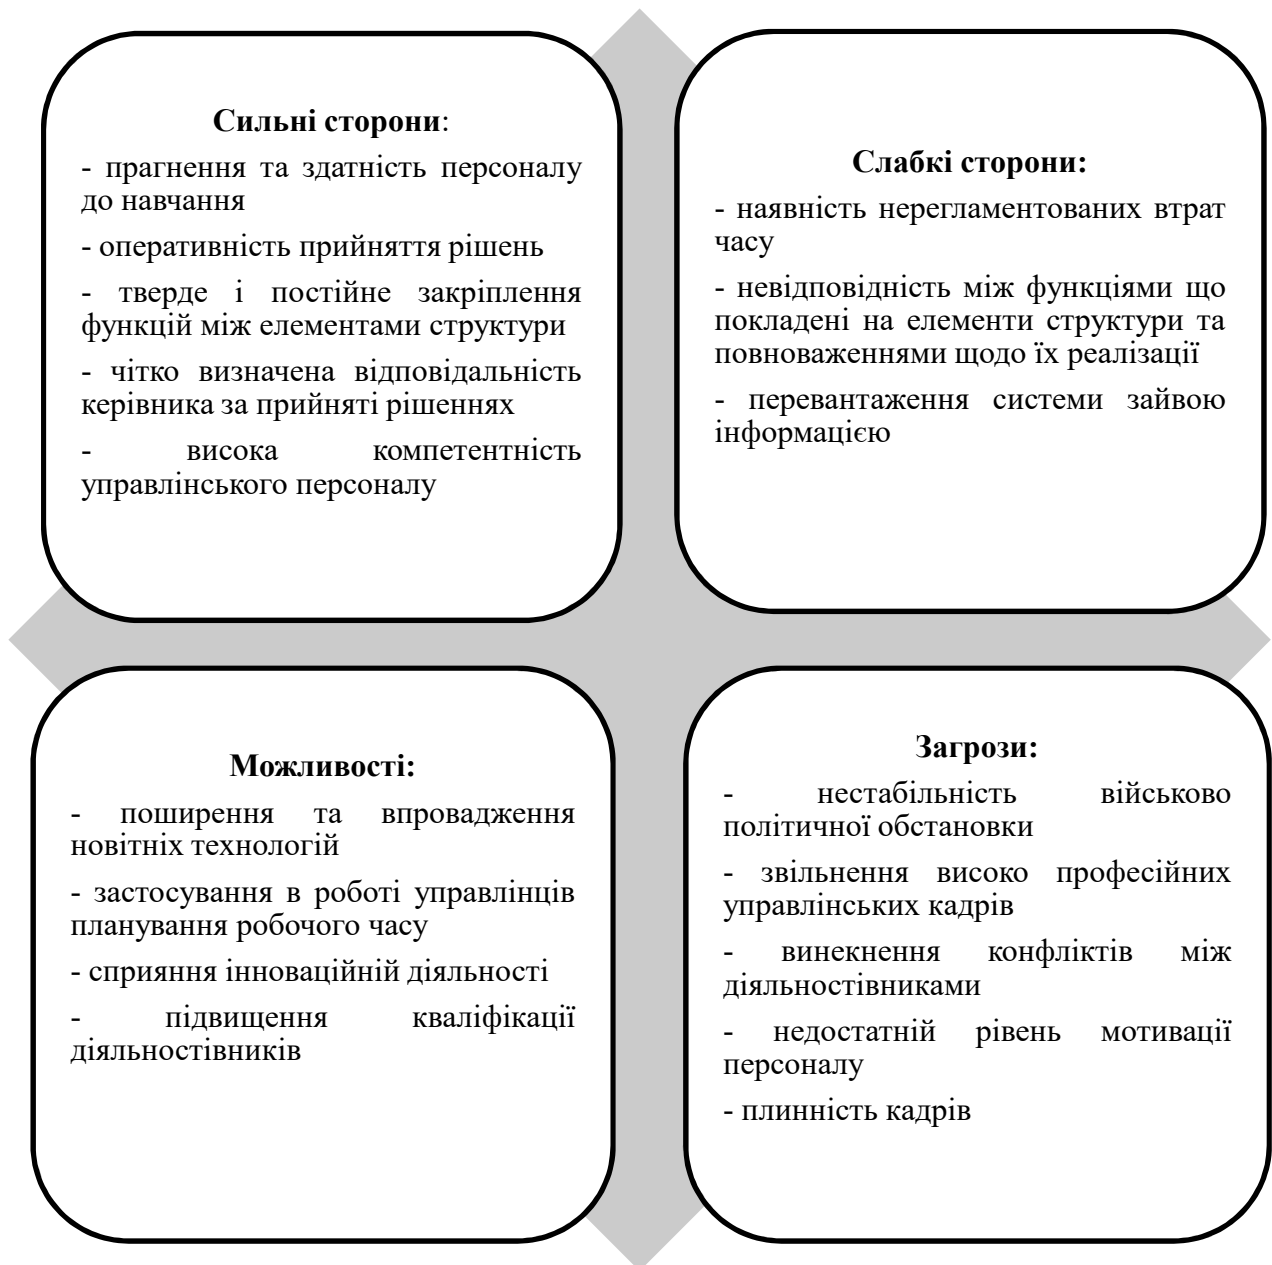 Сильні сторони:
- прагнення та здатність персоналу
до навчання
- оперативність прийняття рішень
- тверде і постійне закріплення
функцій між елементами структури
- чітко визначена відповідальність
керівника за прийняті рішеннях
- висока компетентність
управлінського персоналу
Слабкі сторони:
- наявність нерегламентованих втрат
часу
- невідповідність між функціями що
покладені на елементи структури та
повноваженнями щодо їх реалізації
- перевантаження системи зайвою
інформацією
Можливості:
- поширення та впровадження
новітніх технологій
- застосування в роботі управлінців
планування робочого часу
- сприяння інноваційній діяльності
- підвищення кваліфікації
діяльностівників
Загрози:
- нестабільність військово
політичної обстановки
- звільнення високо професійних
управлінських кадрів
- винекнення конфліктів між
діяльностівниками
- недостатній рівень мотивації
персоналу
- плинність кадрів